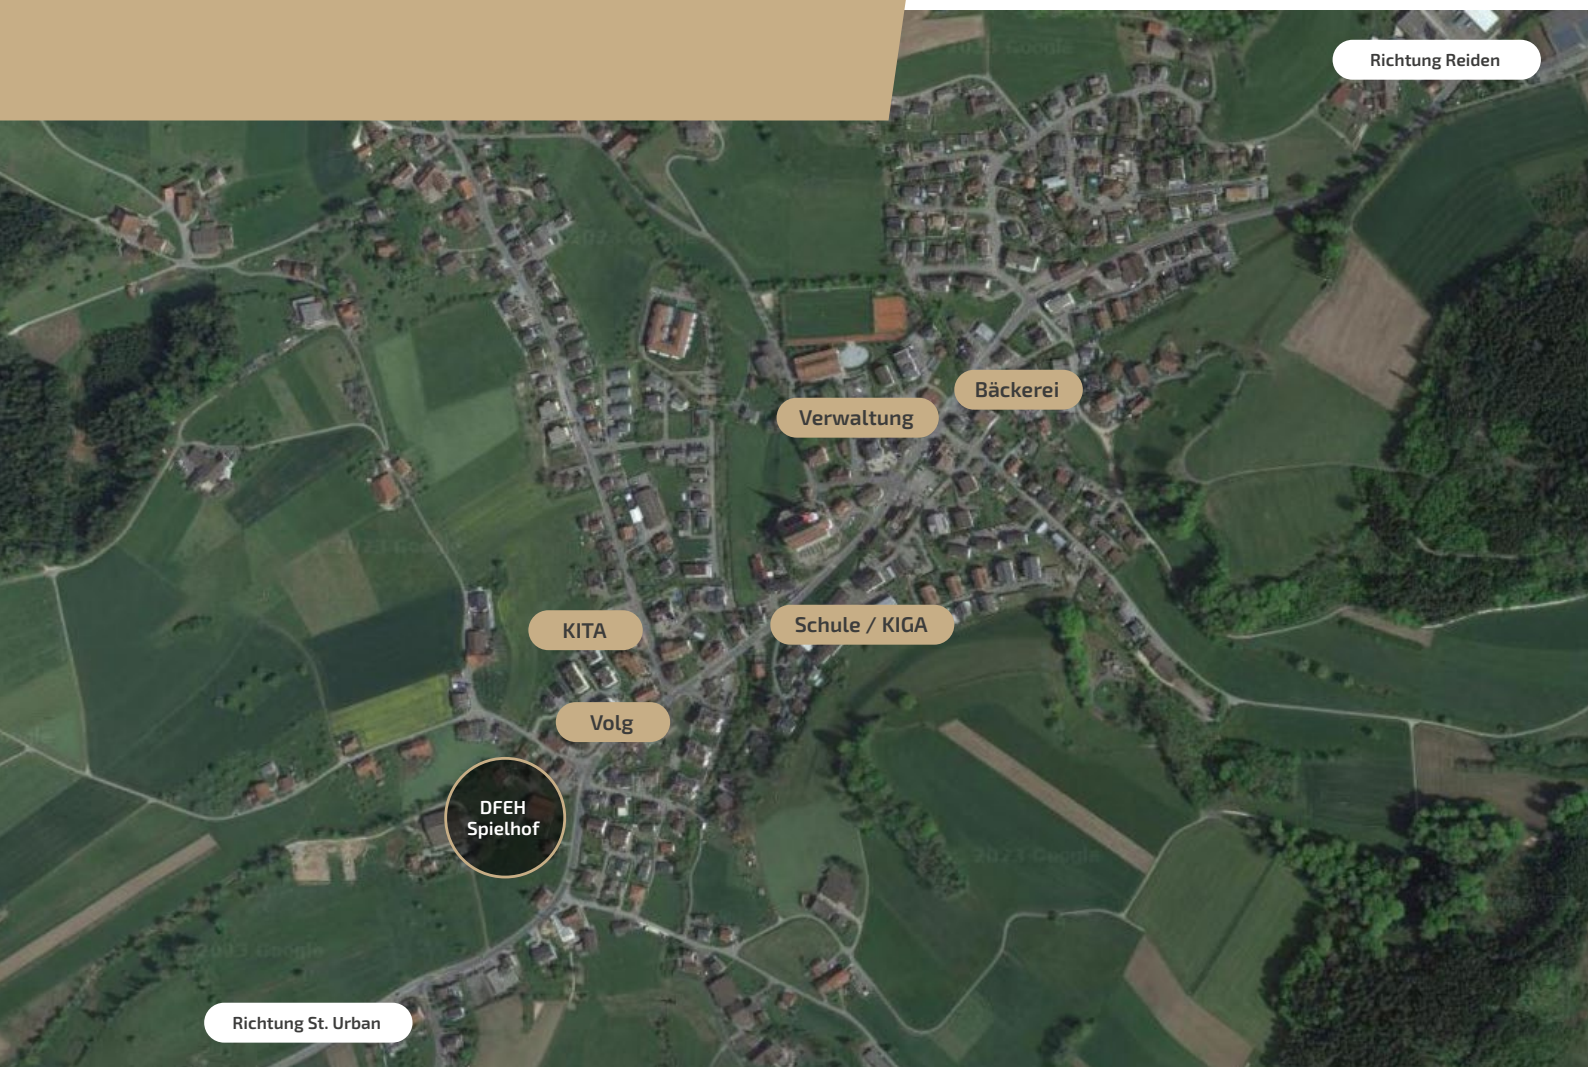 Richtung Reiden
Bäckerei
Verwaltung
Schule / KIGA
KITA
Volg
DFEH
Spielhof
Richtung St. Urban